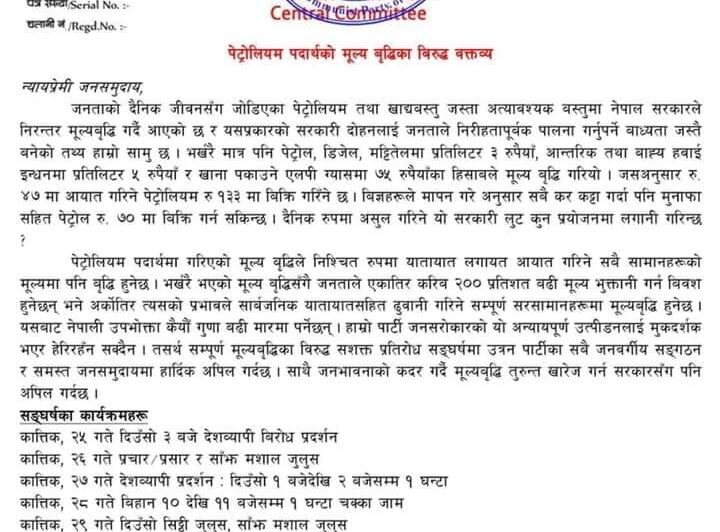 पत्र संख्या/Serial No. :-
चलानी नं /Regd.No. :-
Central Committee
पेट्रोलियम पदार्थको मूल्य बृद्धिका बिरुद्ध वक्तव्य
न्यायप्रेमी जनसमुदाय,
जनताको दैनिक जीवनसँग जोडिएका पेट्रोलियम तथा खाद्यबस्तु जस्ता अत्याबश्यक बस्तुमा नेपाल सरकारले
निरन्तर मूल्यबृद्धि गर्दै आएको छ र यसप्रकारको सरकारी दोहनलाई जनताले निरीहतापूर्वक पालना गर्नुपर्ने बाध्यता जस्तै
बनेको तथ्य हाम्रो सामु छ । भर्खरै मात्र पनि पेट्रोल, डिजेल, मट्टितेलमा प्रतिलिटर ३ रुपैयाँ, आन्तरिक तथा बाह्य हवाई
इन्धनमा प्रतिलिटर ५ रुपैयाँ र खाना पकाउने एलपी ग्यासमा ७५ रुपैयाँका हिसाबले मूल्य बृद्धि गरियो । जसअनुसार रु.
४७ मा आयात गरिने पेट्रोलियम रु १३३ मा बिक्रि गरिँने छ । बिज्ञहरूले मापन गरे अनुसार सबै कर कट्टा गर्दा पनि मुनाफा
सहित पेट्रोल रु. ७० मा बिक्रि गर्न सकिन्छ । दैनिक रुपमा असुल गरिने यो सरकारी लुट कुन प्रयोजनमा लगानी गरिन्छ
?
पेट्रोलियम पदार्थमा गरिएको मूल्य बृद्धिले निश्चित रुपमा यातायात लगायत आयात गरिने सबै सामानहरूको
मूल्यमा पनि बृद्धि हुनेछ । भर्खरै भएको मूल्य बृद्धिसँगै जनताले एकातिर करिव २०० प्रतिशत बढी मूल्य भुक्तानी गर्न बिवश
हुनेछन् भने अर्कोतिर त्यसको प्रभावले सार्बजनिक यातायातसहित ढुवानी गरिने सम्पूर्ण सरसामानहरूमा मूल्यबृद्धि हुनेछ ।
यसबाट नेपाली उपभोक्ता कैयौं गुणा बढी मारमा पर्नेछन् । हाम्रो पार्टी जनसरोकारको यो अन्यायपूर्ण उत्पीडनलाई मुकदर्शक
भएर हेरिरहँन सक्दैन । तसर्थ सम्पूर्ण मूल्यबृद्धिका बिरुद्ध सशक्त प्रतिरोध सङ्घर्षमा उत्रन पार्टीका सबै जनबर्गीय सङ्गठन
र समस्त जनसमुदायमा हार्दिक अपिल गर्दछ । साथै जनभावनाको कदर गर्दै मूल्यबृद्धि तुरुन्त खारेज गर्न सरकारसँग पनि
अपिल गर्दछ ।
सङ्घर्षका कार्यक्रमहरू
कात्तिक, २५ गते दिउँसो ३ बजे देशव्यापी बिरोध प्रदर्शन
कात्तिक, २६ गते प्रचार/प्रसार र साँझ मशाल जुलुस
कात्तिक, २७ गते देशव्यापी प्रदर्शन : दिउँसो १ बजेदेखि २ बजेसम्म १ घन्टा
कात्तिक, २८ गते बिहान १० देखि ११ बजेसम्म १ घन्टा चक्का जाम
कात्तिक, २९ गते दिउँसो सिट्ठी जुलुस, साँझ मशाल जुलुस